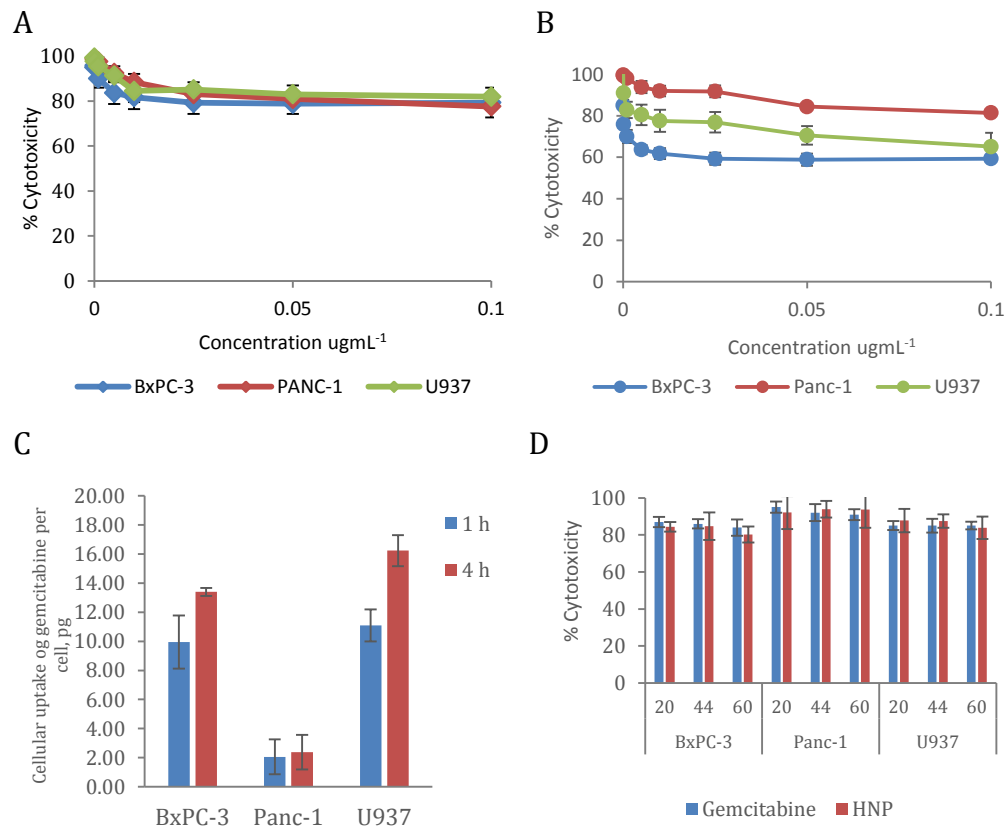 A
% Cytotoxicity
100
80
60
40
20
0
0
0.05
0.1
Concentration ugmL-1
BxPC-3
PANC-1
U937
B
% Cytotoxicity
100
80
60
40
20
0
0
0.05
0.1
Concentration ugmL-1
BxPC-3
Panc-1
U937
C
Cellular uptake og gemcitabine per
cell, pg
20.00
18.00
16.00
14.00
12.00
10.00
8.00
6.00
4.00
2.00
0.00
BxPC-3
Panc-1
U937
1 h
4 h
D
% Cytotoxicity
100
80
60
40
20
0
20
44
60
20
44
60
20
44
60
BxPC-3
Panc-1
U937
Gemcitabine
HNP